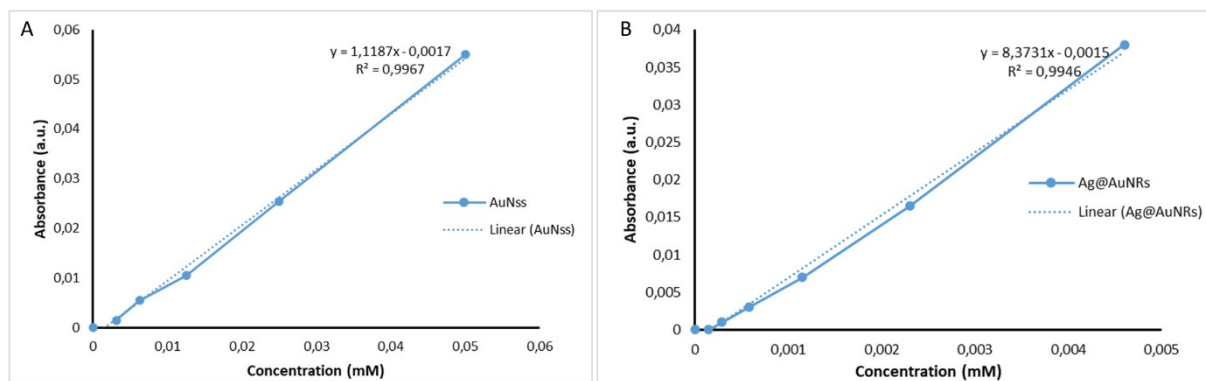 A
0,06
0,05
0,04
0,03
0,02
0,01
0
Absorbance (a.u.)
y = 1,1187x - 0,0017
R² = 0,9967
AuNss
Linear (AuNss)
0 0,01 0,02 0,03 0,04 0,05 0,06
Concentration (mM)
B
0,04
0,035
0,03
0,025
0,02
0,015
0,01
0,005
0
Absorbance (a.u.)
y = 8,3731x - 0,0015
R² = 0,9946
Ag@AuNRs
Linear (Ag@AuNRs)
0 0,001 0,002 0,003 0,004 0,005
Concentration (mM)